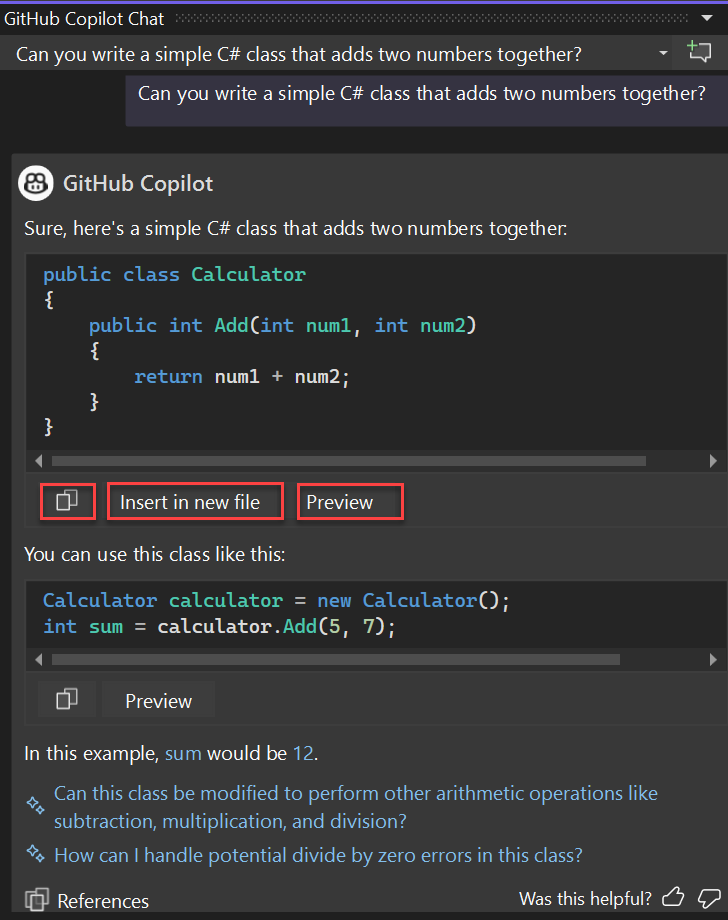 GitHub Copilot Chat
Can you write a simple C# class that adds two numbers together?
Can you write a simple C# class that adds two numbers together?
GitHub Copilot
Sure, here's a simple C# class that adds two numbers together:
public class Calculator
{
    public int Add(int num1, int num2)
    {
        return num1 + num2;
    }
}
Insert in new file
Preview
You can use this class like this:
Calculator calculator = new Calculator();
int sum = calculator.Add(5, 7);
Preview
In this example, sum would be 12.
Can this class be modified to perform other arithmetic operations like
subtraction, multiplication, and division?
How can I handle potential divide by zero errors in this class?
References
Was this helpful?